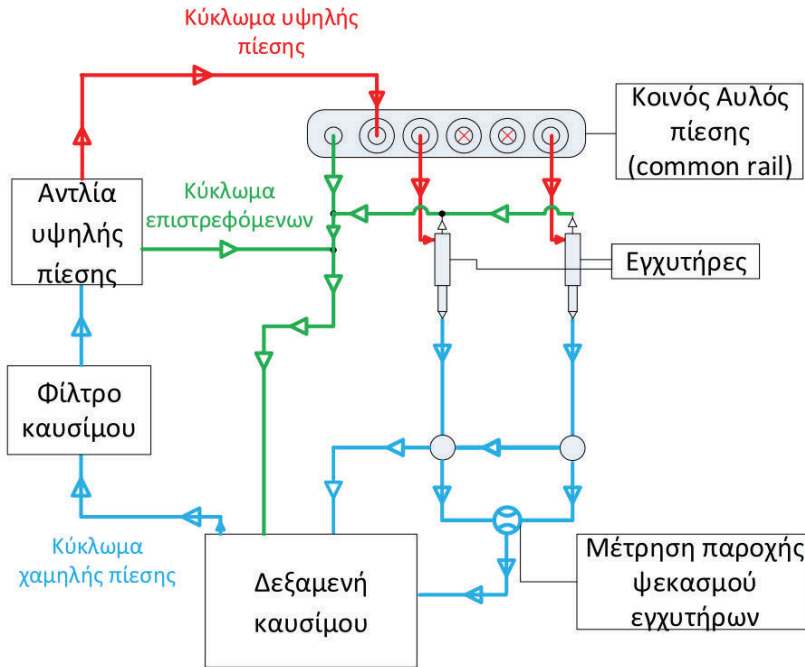 Κύκλωμα υψηλής
πίεσης
Κοινός Αυλός
πίεσης
(common rail)
Αντλία
υψηλής
πίεσης
Κύκλωμα
επιστρεφόμενων
Εγχυτήρες
Φίλτρο
καυσίμου
Κύκλωμα
χαμηλής πίεσης
Δεξαμενή
καυσίμου
Μέτρηση παροχής
ψεκασμού
εγχυτήρων